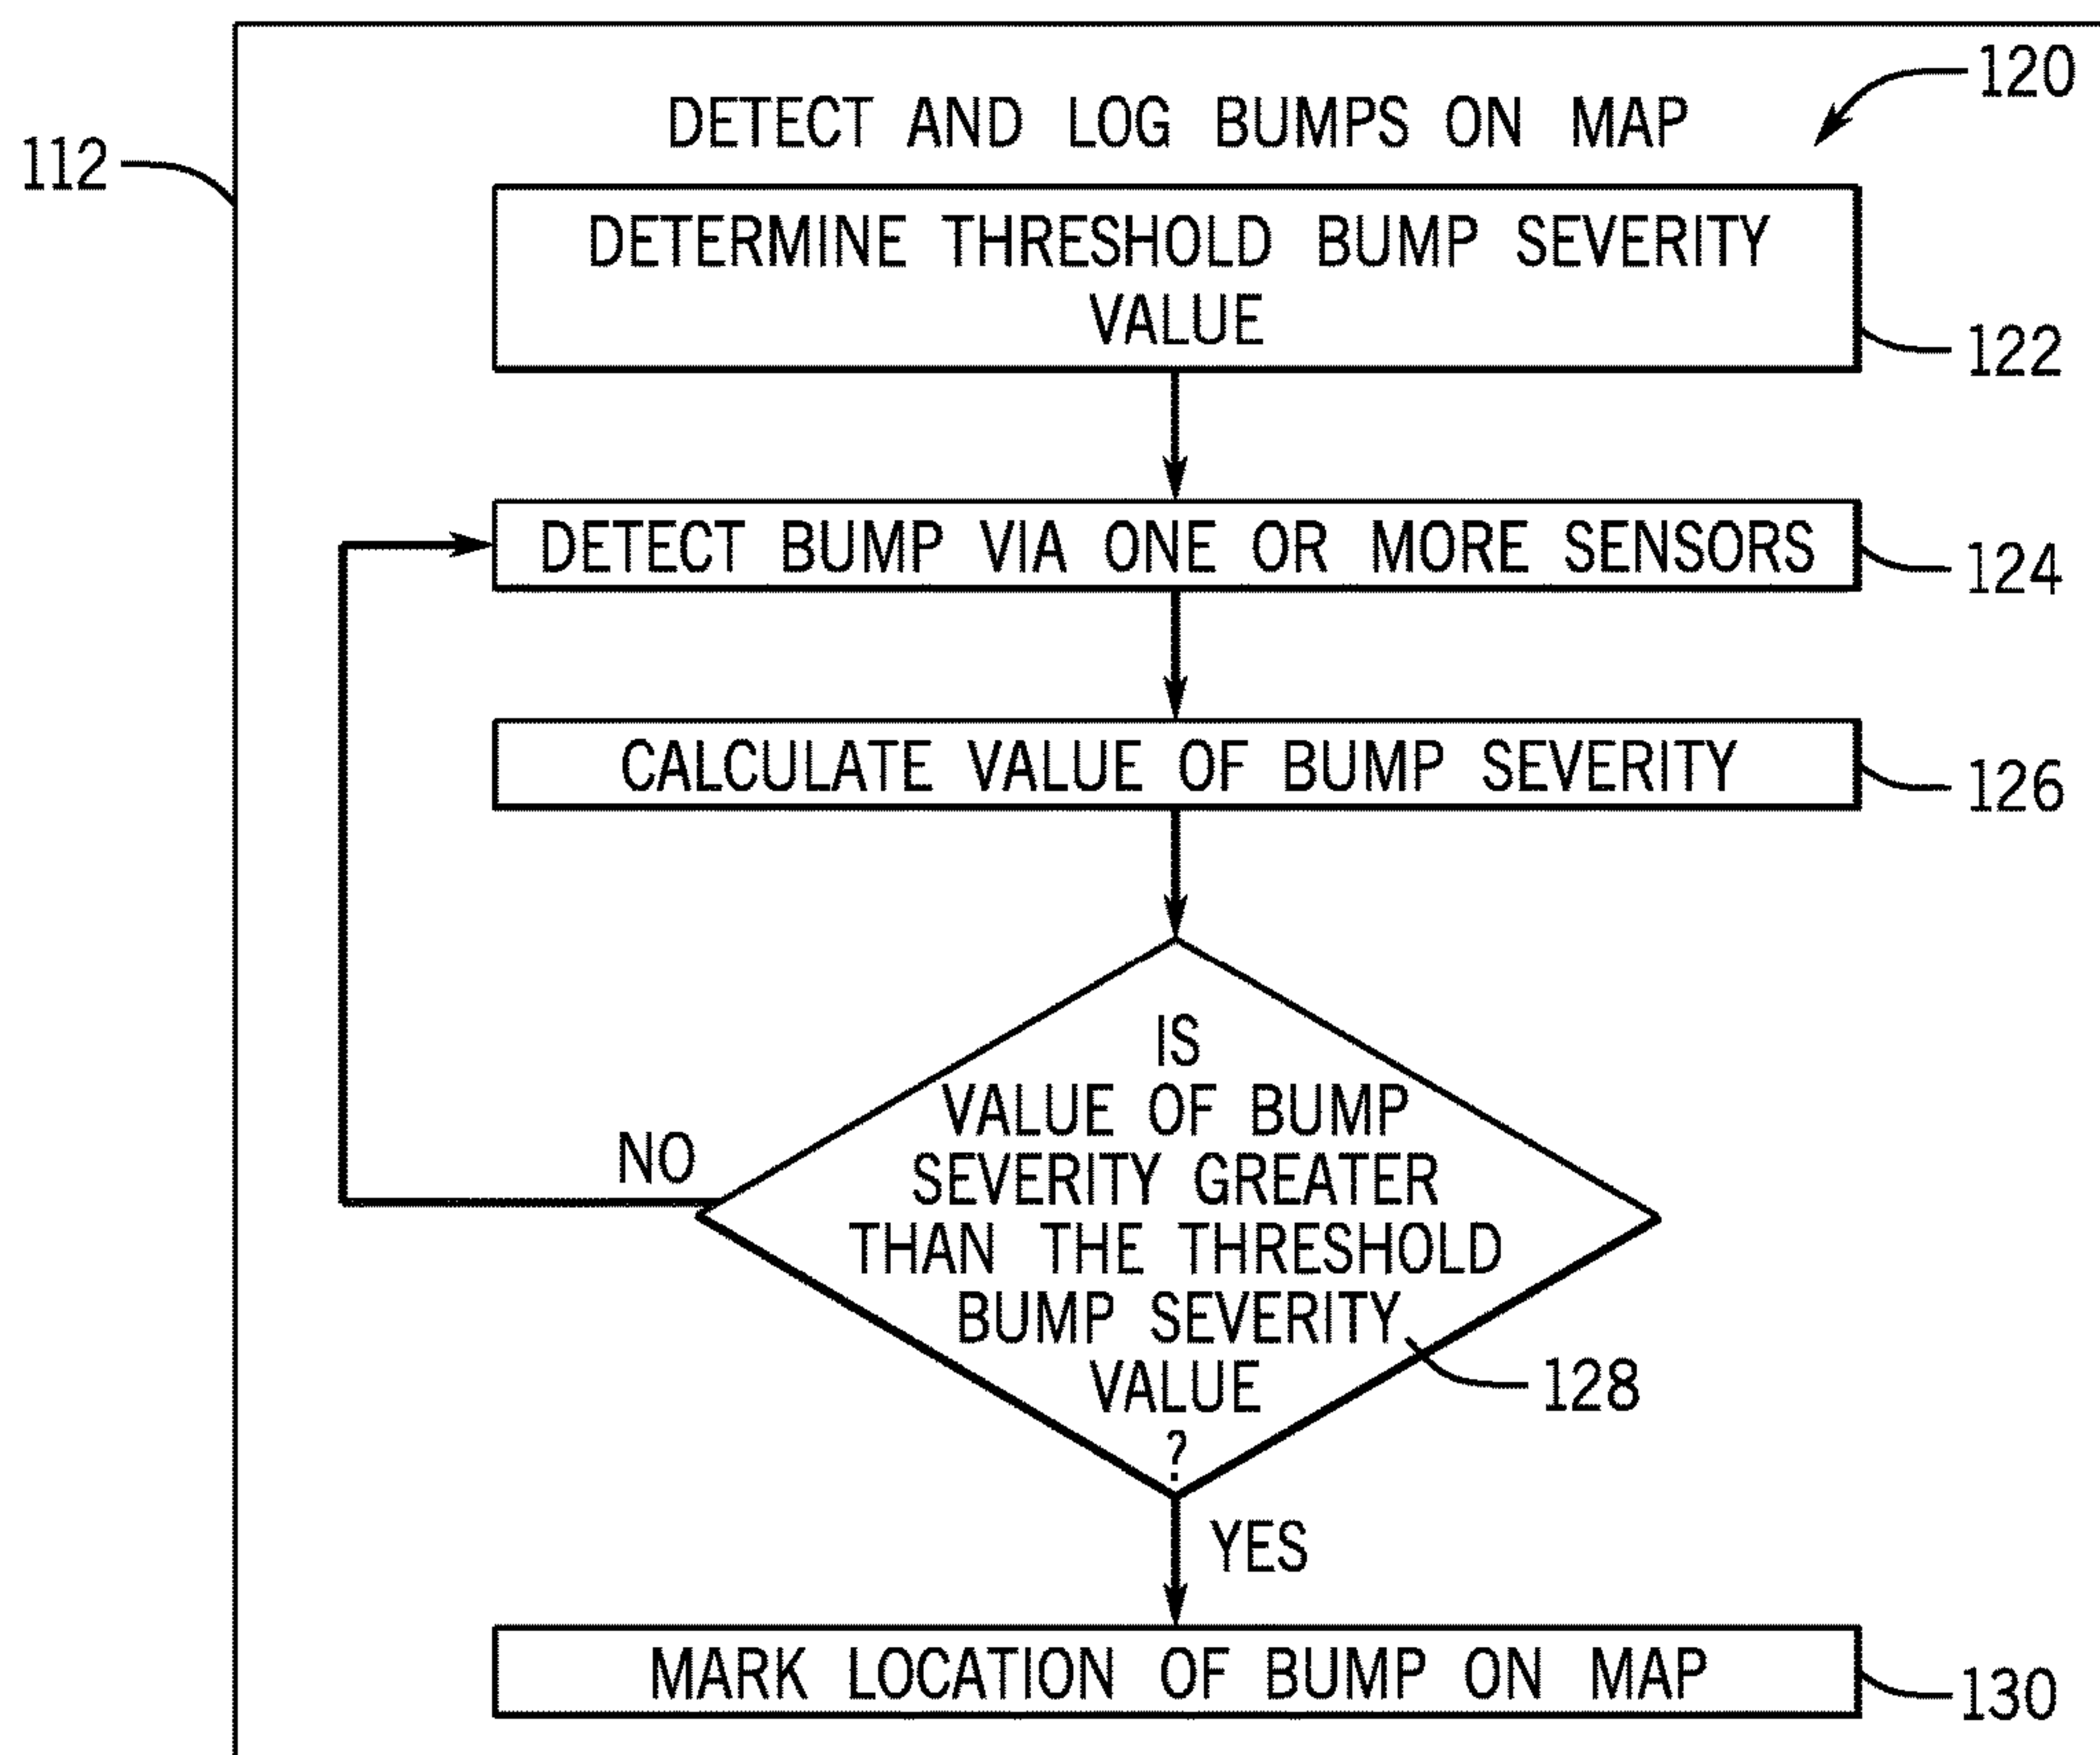 120
DETECT AND LOG BUMPS ON MAP
112
DETERMINE THRESHOLD BUMP SEVERITY
VALUE
122
DETECT BUMP VIA ONE OR MORE SENSORS
124
CALCULATE VALUE OF BUMP SEVERITY
126
IS
VALUE OF BUMP
SEVERITY GREATER
THAN THE THRESHOLD
BUMP SEVERITY
VALUE
?
NO
128
YES
MARK LOCATION OF BUMP ON MAP
130